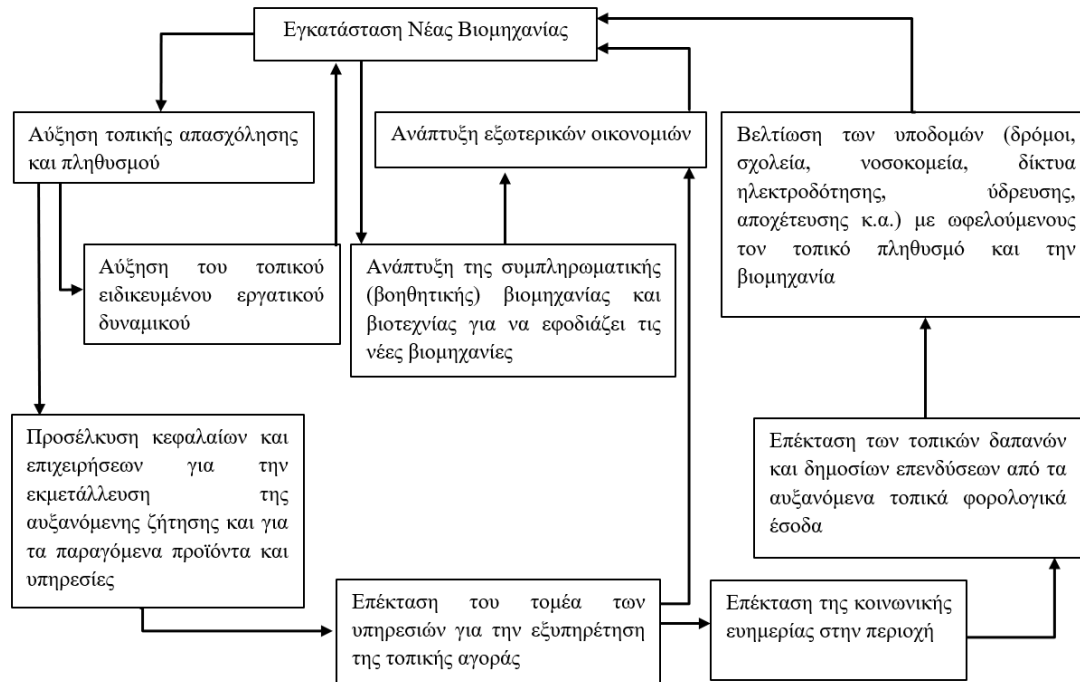 Εγκατάσταση Νέας Βιομηχανίας
Αύξηση τοπικής απασχόλησης
και πληθυσμού
Ανάπτυξη εξωτερικών οικονομιών
Βελτίωση των υποδομών (δρόμοι,
σχολεία, νοσοκομεία, δίκτυα
ηλεκτροδότησης, ύδρευσης,
αποχέτευσης κ.α.) με ωφελούμενους
τον τοπικό πληθυσμό και την
βιομηχανία
Αύξηση του τοπικού
ειδικευμένου εργατικού
δυναμικού
Ανάπτυξη της συμπληρωματικής
(βοηθητικής) βιομηχανίας και
βιοτεχνίας για να εφοδιάζει τις
νέες βιομηχανίες
Προσέλκυση κεφαλαίων και
επιχειρήσεων για την
εκμετάλλευση της
αυξανόμενης ζήτησης και για
τα παραγόμενα προϊόντα και
υπηρεσίες
Επέκταση των τοπικών δαπανών
και δημοσίων επενδύσεων από τα
αυξανόμενα τοπικά φορολογικά
έσοδα
Επέκταση του τομέα των
υπηρεσιών για την εξυπηρέτηση
της τοπικής αγοράς
Επέκταση της κοινωνικής
ευημερίας στην περιοχή